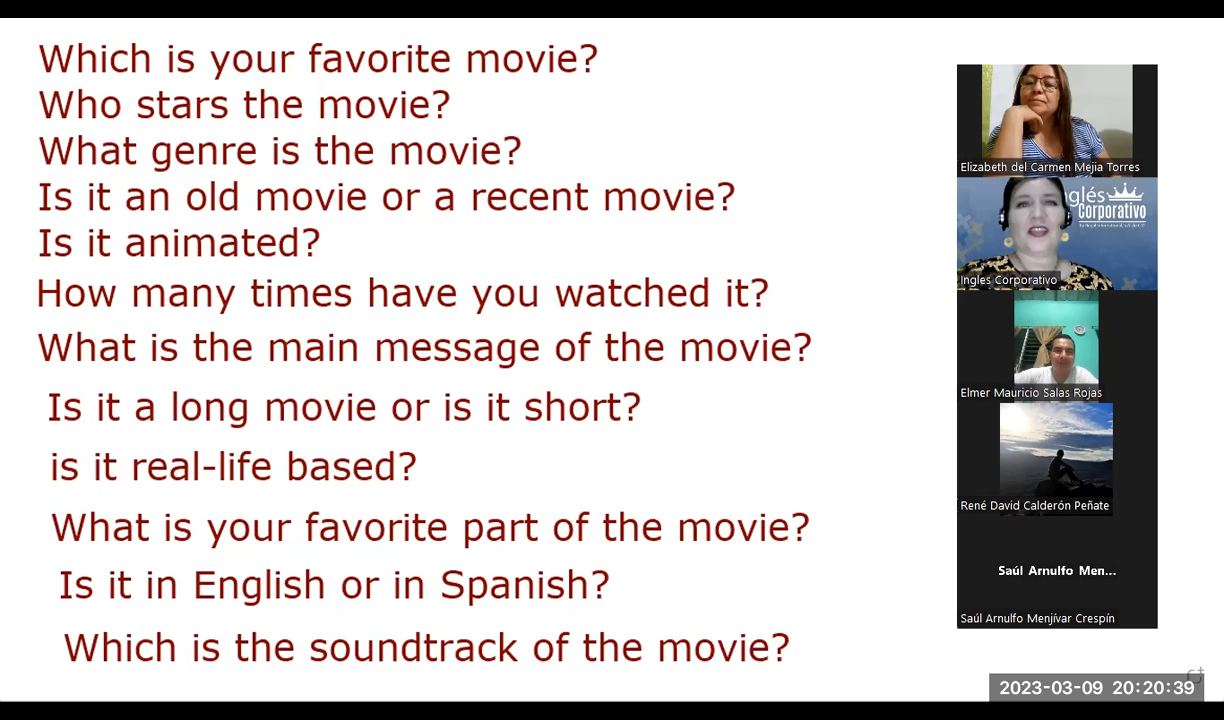 Which is your favorite movie?
Who stars the movie?
What genre is the movie?
Is it an old movie or a recent movie?
Is it animated?
How many times have you watched it?
What is the main message of the movie?
Is it a long movie or is it short?
is it real-life based?
What is your favorite part of the movie?
Is it in English or in Spanish?
Which is the soundtrack of the movie?
Elizabeth del Carmen Mejia Torres
Inglés
Corporativo
Ingles Corporativo
Elmer Mauricio Salas Rojas
René David Calderón Peñate
Saúl Arnulfo Men...
Saúl Arnulfo Menjívar Crespín
2023-03-09 20:20:39